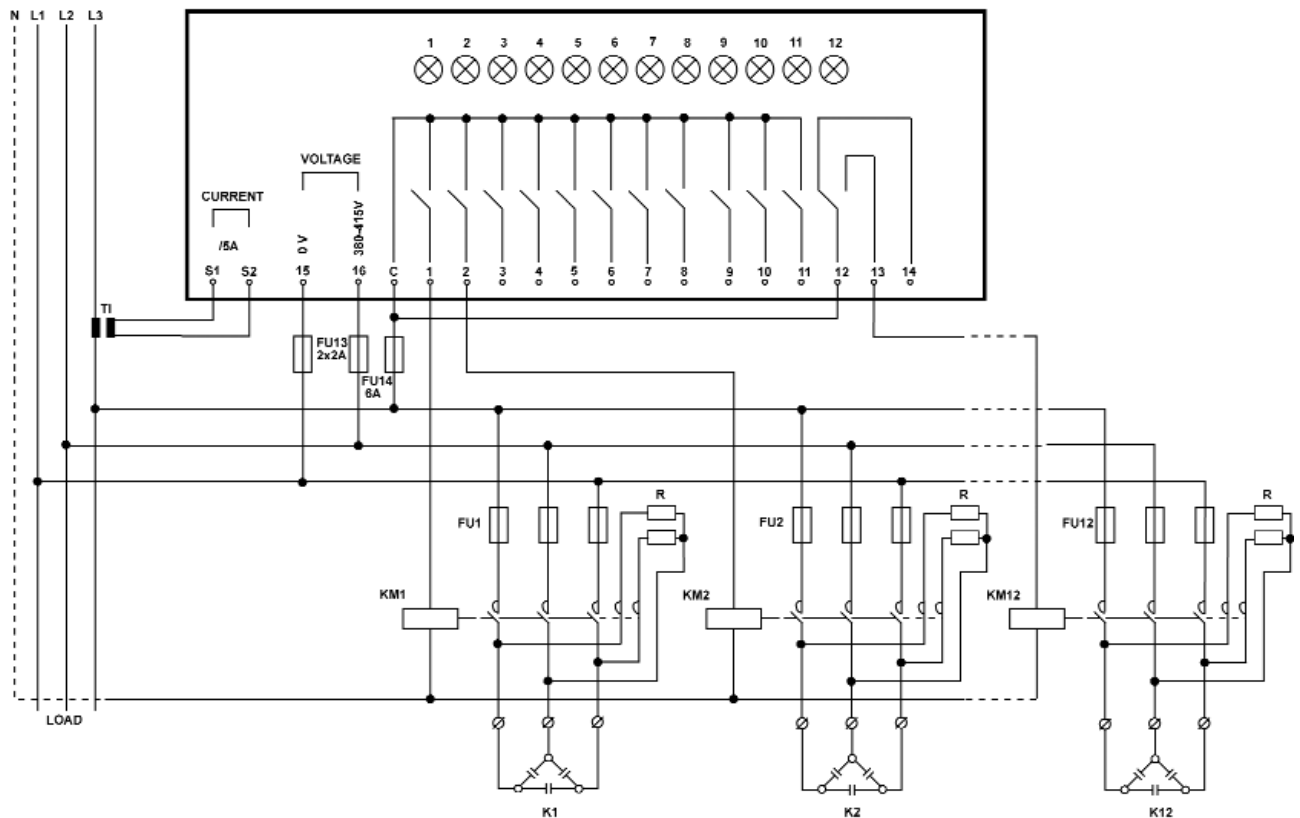 N L1 L2 L3
1 2 3 4 5 6 7 8 9 10 11 12
VOLTAGE
CURRENT
/5A
0 V
380-415V
S1 S2 15 16 C 1 2 3 4 5 6 7 8 9 10 11 12 13 14
TI
FU13
2x2A
FU14
6A
R R R
FU1 FU2 FU12
KM1 KM2 KM12
LOAD
K1 K2 K12